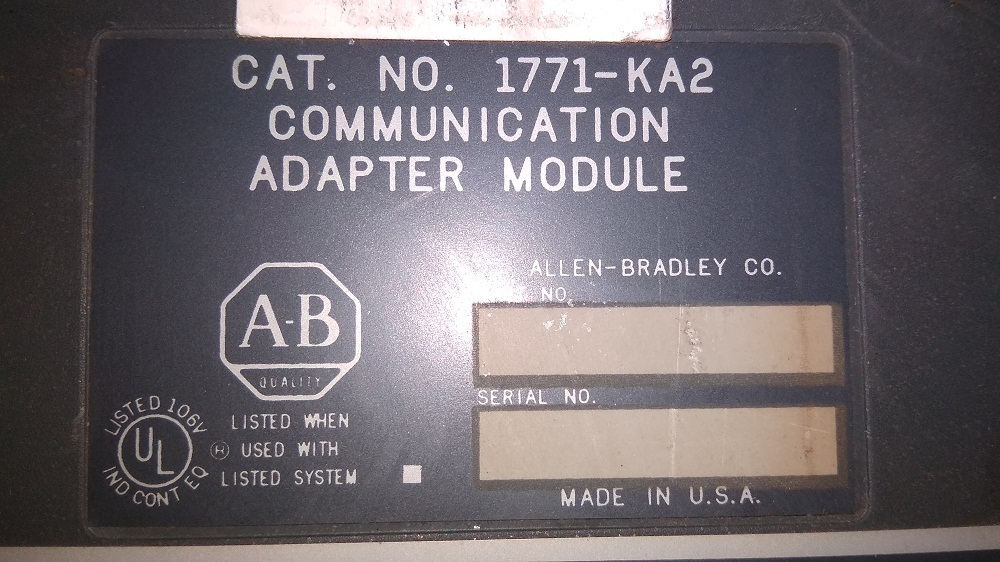 CAT. NO. 1771-KA2
COMMUNICATION
ADAPTER MODULE
ALLEN-BRADLEY CO.
NO.
A-B
QUALITY
SERIAL NO.
LISTED 106V
UL
IND CONT EQ
LISTED WHEN
® USED WITH
LISTED SYSTEM
MADE IN U.S.A.